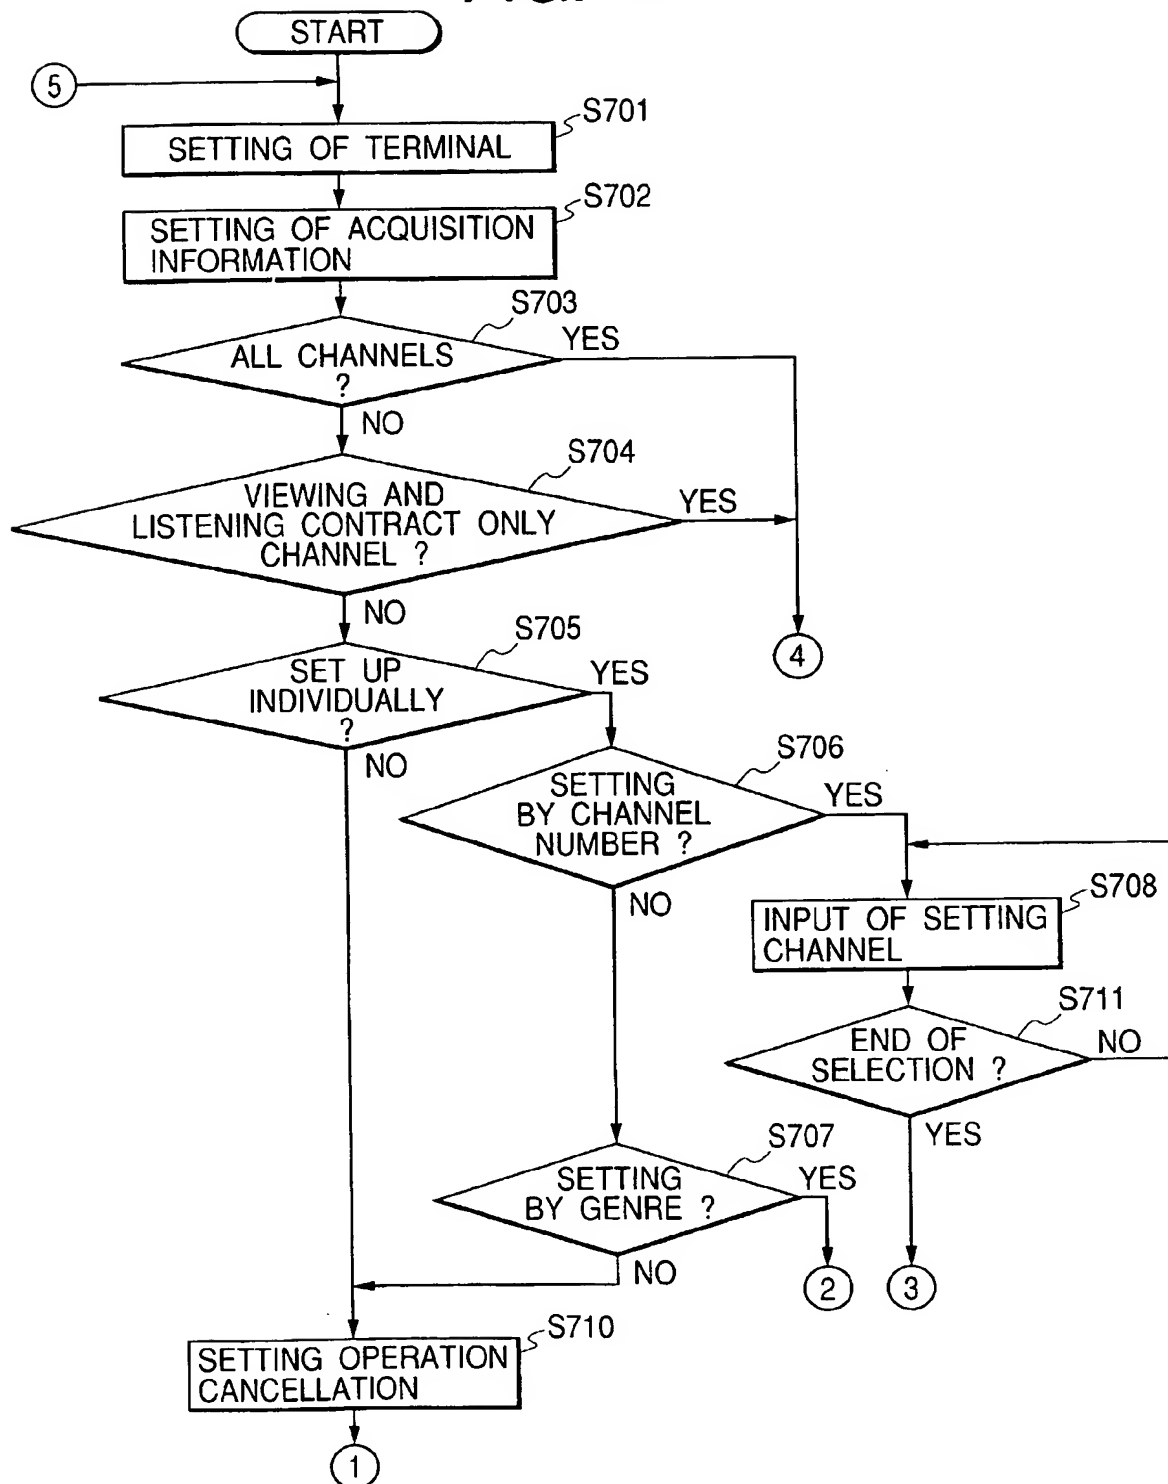 START
5
S701
SETTING OF TERMINAL
S702
SETTING OF ACQUISITION
INFORMATION
S703
ALL CHANNELS
?
YES
NO
S704
VIEWING AND
LISTENING CONTRACT ONLY
CHANNEL ?
YES
NO
4
S705
SET UP
INDIVIDUALLY
?
YES
NO
S706
SETTING
BY CHANNEL
NUMBER ?
YES
NO
S708
INPUT OF SETTING
CHANNEL
S711
END OF
SELECTION ?
NO
YES
S707
SETTING
BY GENRE ?
YES
NO
2
3
S710
SETTING OPERATION
CANCELLATION
1